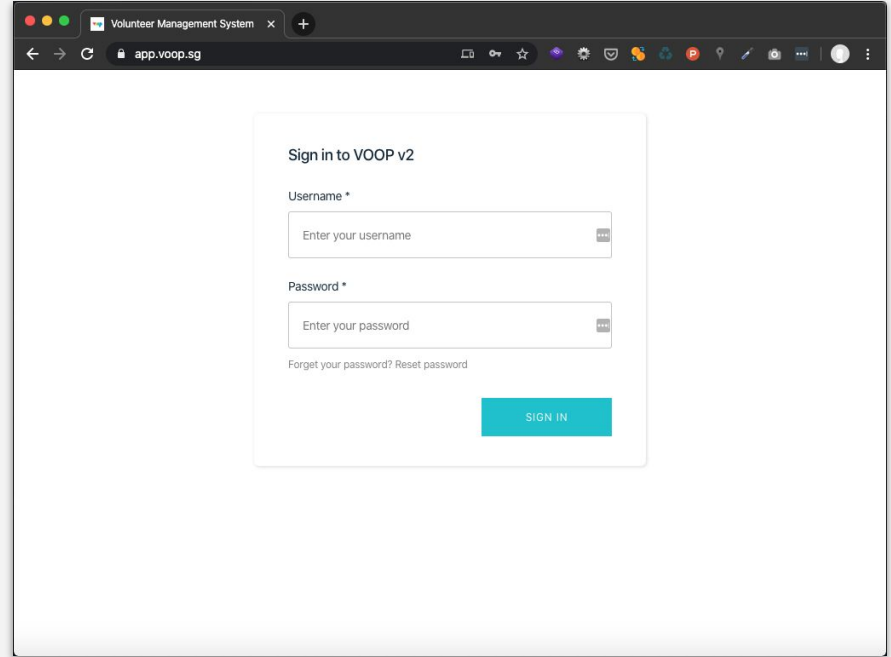 Volunteer Management System
app.voop.sg
Sign in to VOOP v2
Username *
Enter your username
Password *
Enter your password
Forget your password? Reset password
SIGN IN